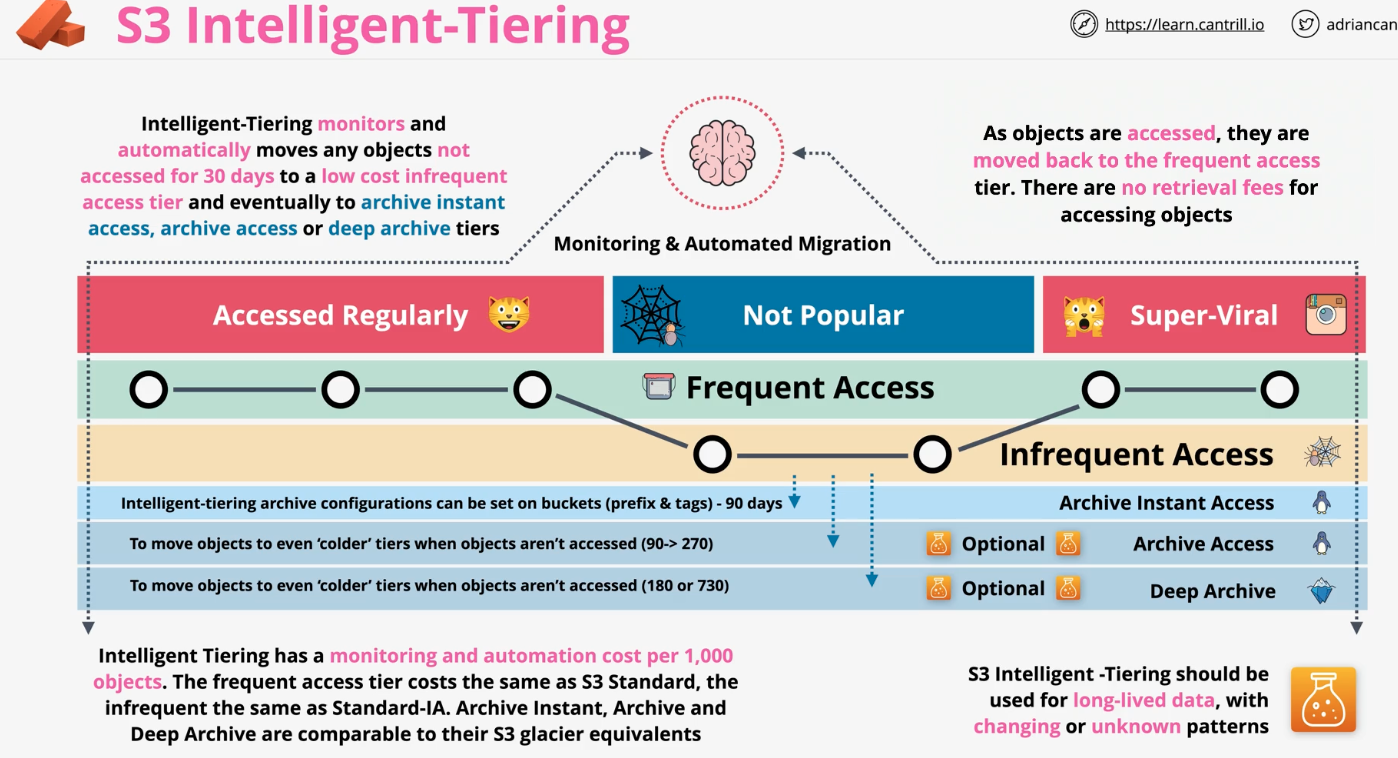 S3 Intelligent-Tiering
https://learn.cantrill.io
adriancan
Intelligent-Tiering monitors and
automatically moves any objects not
accessed for 30 days to a low cost infrequent
access tier and eventually to archive instant
access, archive access or deep archive tiers
As objects are accessed, they are
moved back to the frequent access
tier. There are no retrieval fees for
accessing objects
Monitoring & Automated Migration
Accessed Regularly
Not Popular
Super-Viral
Frequent Access
Infrequent Access
Intelligent-tiering archive configurations can be set on buckets (prefix & tags) - 90 days
Archive Instant Access
To move objects to even ‘colder’ tiers when objects aren’t accessed (90-> 270)
Optional
Archive Access
To move objects to even ‘colder’ tiers when objects aren’t accessed (180 or 730)
Optional
Deep Archive
Intelligent Tiering has a monitoring and automation cost per 1,000
objects. The frequent access tier costs the same as S3 Standard, the
infrequent the same as Standard-IA. Archive Instant, Archive and
Deep Archive are comparable to their S3 glacier equivalents
S3 Intelligent -Tiering should be
used for long-lived data, with
changing or unknown patterns